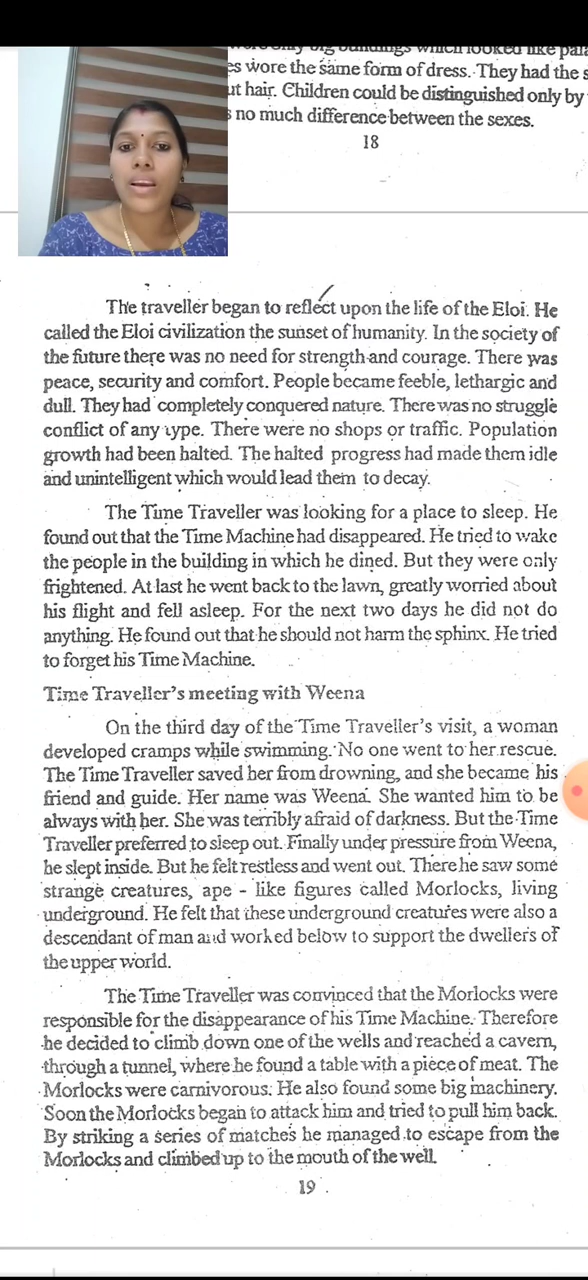 only big buildings which looked like pala
es wore the same form of dress. They had the s
ut hair. Children could be distinguished only by
s no much difference between the sexes.
18
The traveller began to reflect upon the life of the Eloi. He
called the Eloi civilization the sunset of humanity. In the society of
the future there was no need for strength and courage. There was
peace, security and comfort. People became feeble, lethargic and
dull. They had completely conquered nature. There was no struggle
conflict of any type. There were no shops or traffic. Population
growth had been halted. The halted progress had made them idle
and unintelligent which would lead them to decay.
The Time Traveller was looking for a place to sleep. He
found out that the Time Machine had disappeared. He tried to wake
the people in the building in which he dined. But they were only
frightened. At last he went back to the lawn, greatly worried about
his flight and fell asleep. For the next two days he did not do
anything. He found out that he should not harm the sphinx. He tried
to forget his Time Machine.
Time Traveller's meeting with Weena
On the third day of the Time Traveller's visit, a woman
developed cramps while swimming. No one went to her rescue.
The Time Traveller saved her from drowning, and she became his
friend and guide. Her name was Weena. She wanted him to be
always with her. She was terribly afraid of darkness. But the Time
Traveller preferred to sleep out. Finally under pressure from Weena,
he slept inside. But he felt restless and went out. There he saw some
strange creatures, ape - like figures called Morlocks, living
underground. He felt that these underground creatures were also a
descendant of man and worked below to support the dwellers of
the upper world.
The Time Traveller was convinced that the Morlocks were
responsible for the disappearance of his Time Machine. Therefore
he decided to climb down one of the wells and reached a cavern,
through a tunnel, where he found a table with a piece of meat. The
Morlocks were carnivorous. He also found some big machinery.
Soon the Morlocks began to attack him and tried to pull him back.
By striking a series of matches he managed to escape from the
Morlocks and climbed up to the mouth of the well.
19